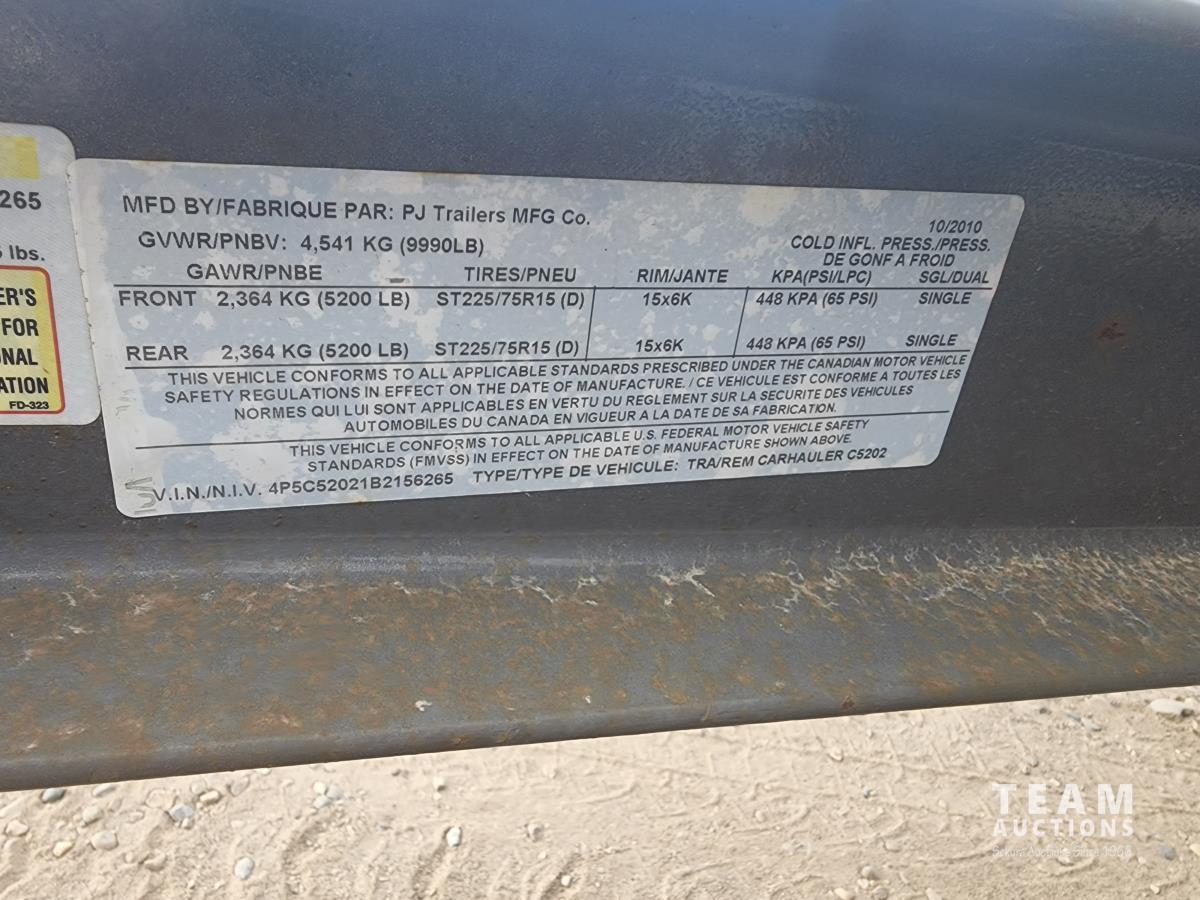 265
lbs.
ER'S
FOR
NAL
ATION
FD-323
MFD BY/FABRIQUE PAR: PJ Trailers MFG Co.
10/2010
GVWR/PNBV: 4,541 KG (9990LB)
COLD INFL. PRESS./PRESS.
DE GONF A FROID
GAWR/PNBE TIRES/PNEU RIM/JANTE KPA(PSI/LPC) SGL/DUAL
FRONT 2,364 KG (5200 LB) ST225/75R15 (D) 15x6K 448 KPA (65 PSI) SINGLE
REAR 2,364 KG (5200 LB) ST225/75R15 (D) 15x6K 448 KPA (65 PSI) SINGLE
THIS VEHICLE CONFORMS TO ALL APPLICABLE STANDARDS PRESCRIBED UNDER THE CANADIAN MOTOR VEHICLE
SAFETY REGULATIONS IN EFFECT ON THE DATE OF MANUFACTURE. / CE VEHICULE EST CONFORME A TOUTES LES
NORMES QUI LUI SONT APPLICABLES EN VERTU DU REGLEMENT SUR LA SECURITE DES VEHICULES
AUTOMOBILES DU CANADA EN VIGUEUR A LA DATE DE SA FABRICATION.
THIS VEHICLE CONFORMS TO ALL APPLICABLE U.S. FEDERAL MOTOR VEHICLE SAFETY
STANDARDS (FMVSS) IN EFFECT ON THE DATE OF MANUFACTURE SHOWN ABOVE.
V.I.N./N.I.V. 4P5C52021B2156265 TYPE/TYPE DE VEHICULE: TRA/REM CARHAULER C5202
TEAM
AUCTIONS